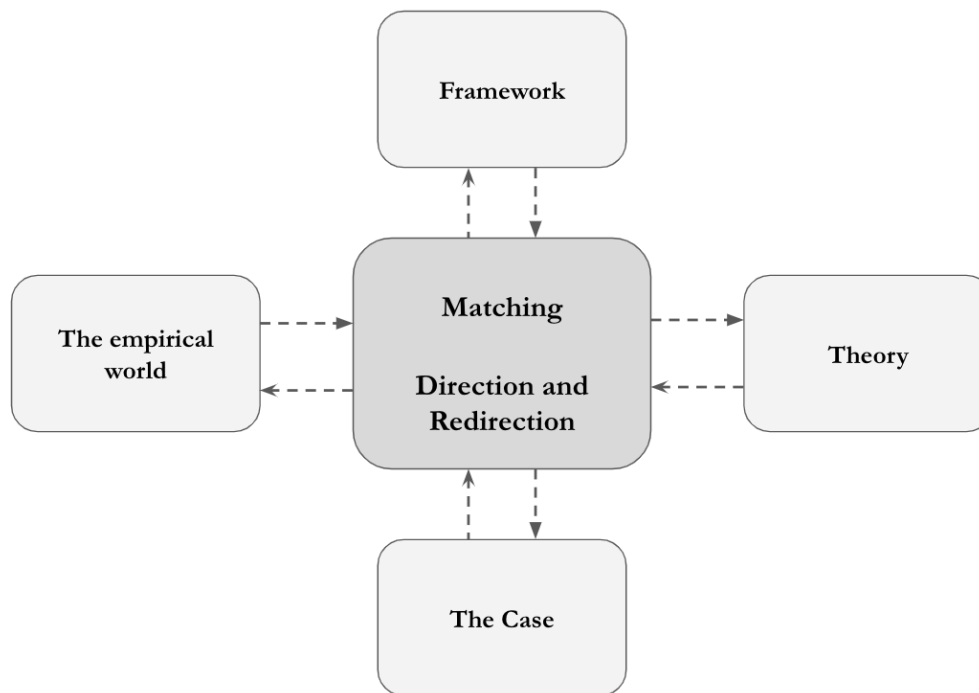 Framework
Matching
Direction and
Redirection
The empirical
world
Theory
The Case